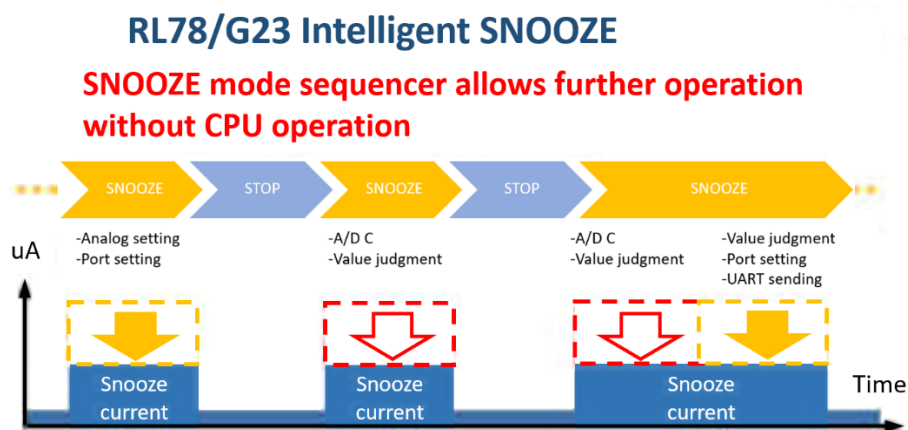 RL78/G23 Intelligent SNOOZE
SNOOZE mode sequencer allows further operation
without CPU operation
SNOOZE
STOP
SNOOZE
STOP
SNOOZE
-Analog setting
-Port setting
-A/D C
-Value judgment
-A/D C
-Value judgment
-Value judgment
-Port setting
-UART sending
uA
Snooze
current
Snooze
current
Snooze
current
Time